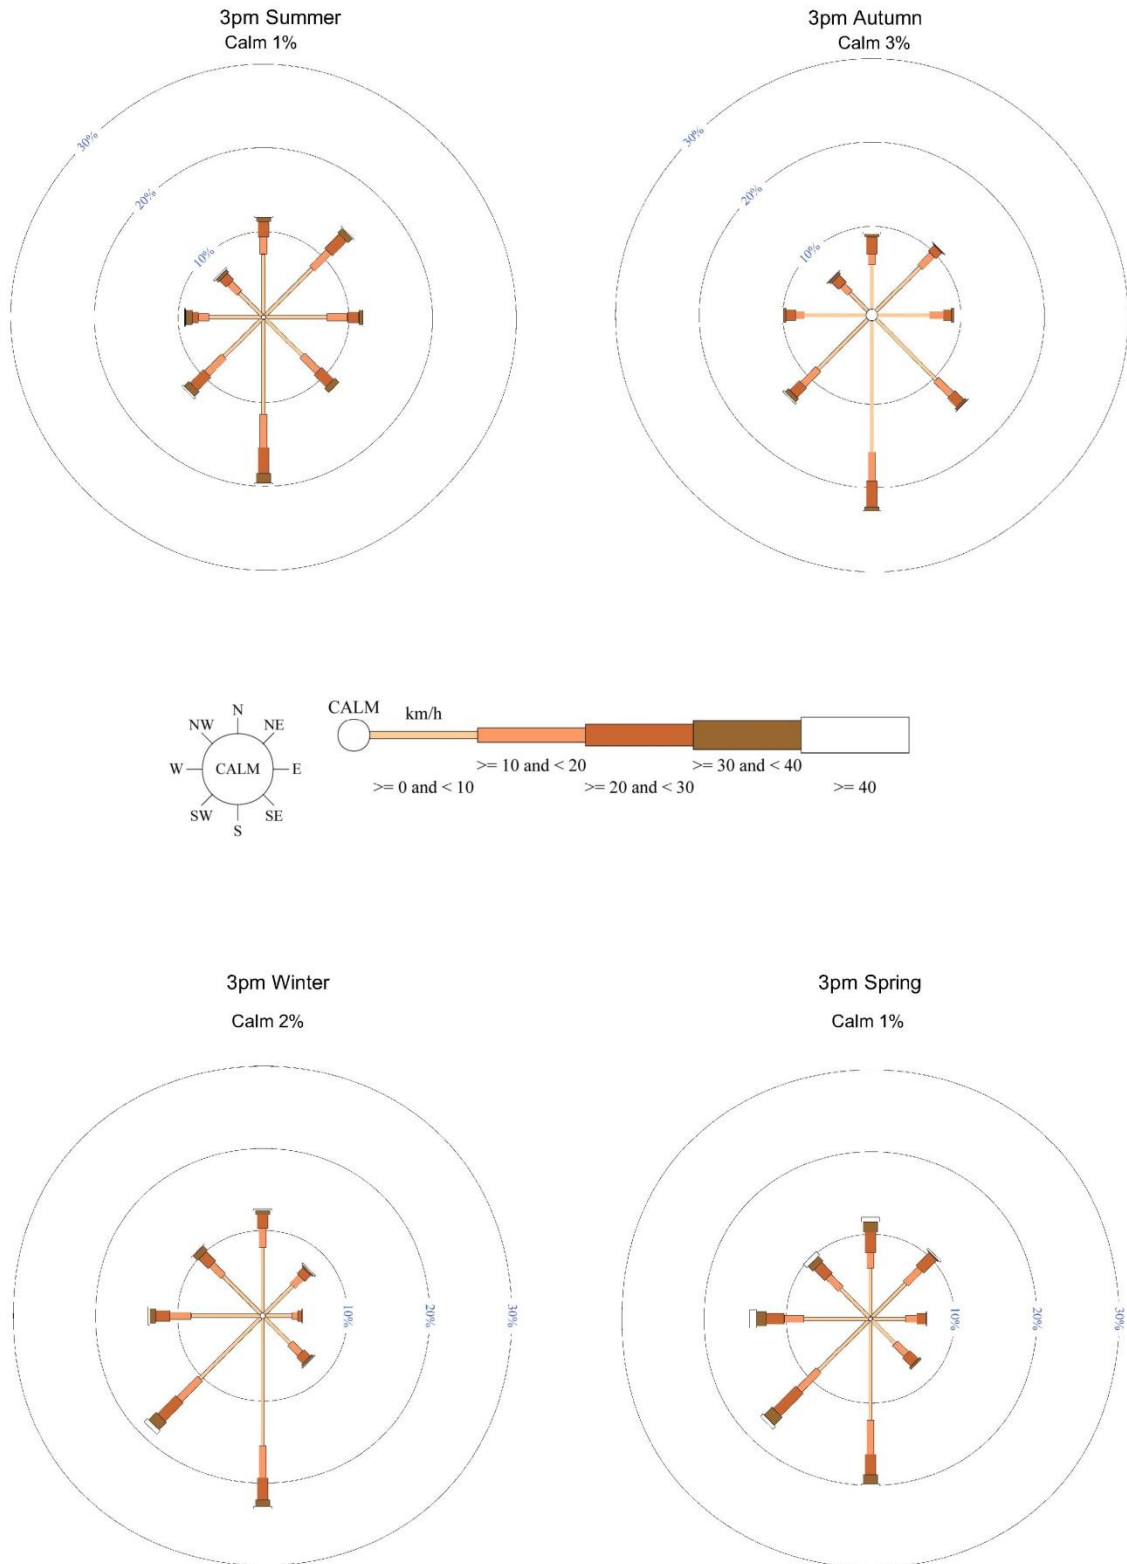 3pm Summer
Calm 1%
30%
20%
10%
3pm Autumn
Calm 3%
30%
20%
10%
N
NW
NE
W
CALM
E
SW
SE
S
CALM
km/h
>= 10 and < 20
>= 30 and < 40
>= 0 and < 10
>= 20 and < 30
>= 40
3pm Winter
Calm 2%
10%
20%
30%
3pm Spring
Calm 1%
10%
20%
30%